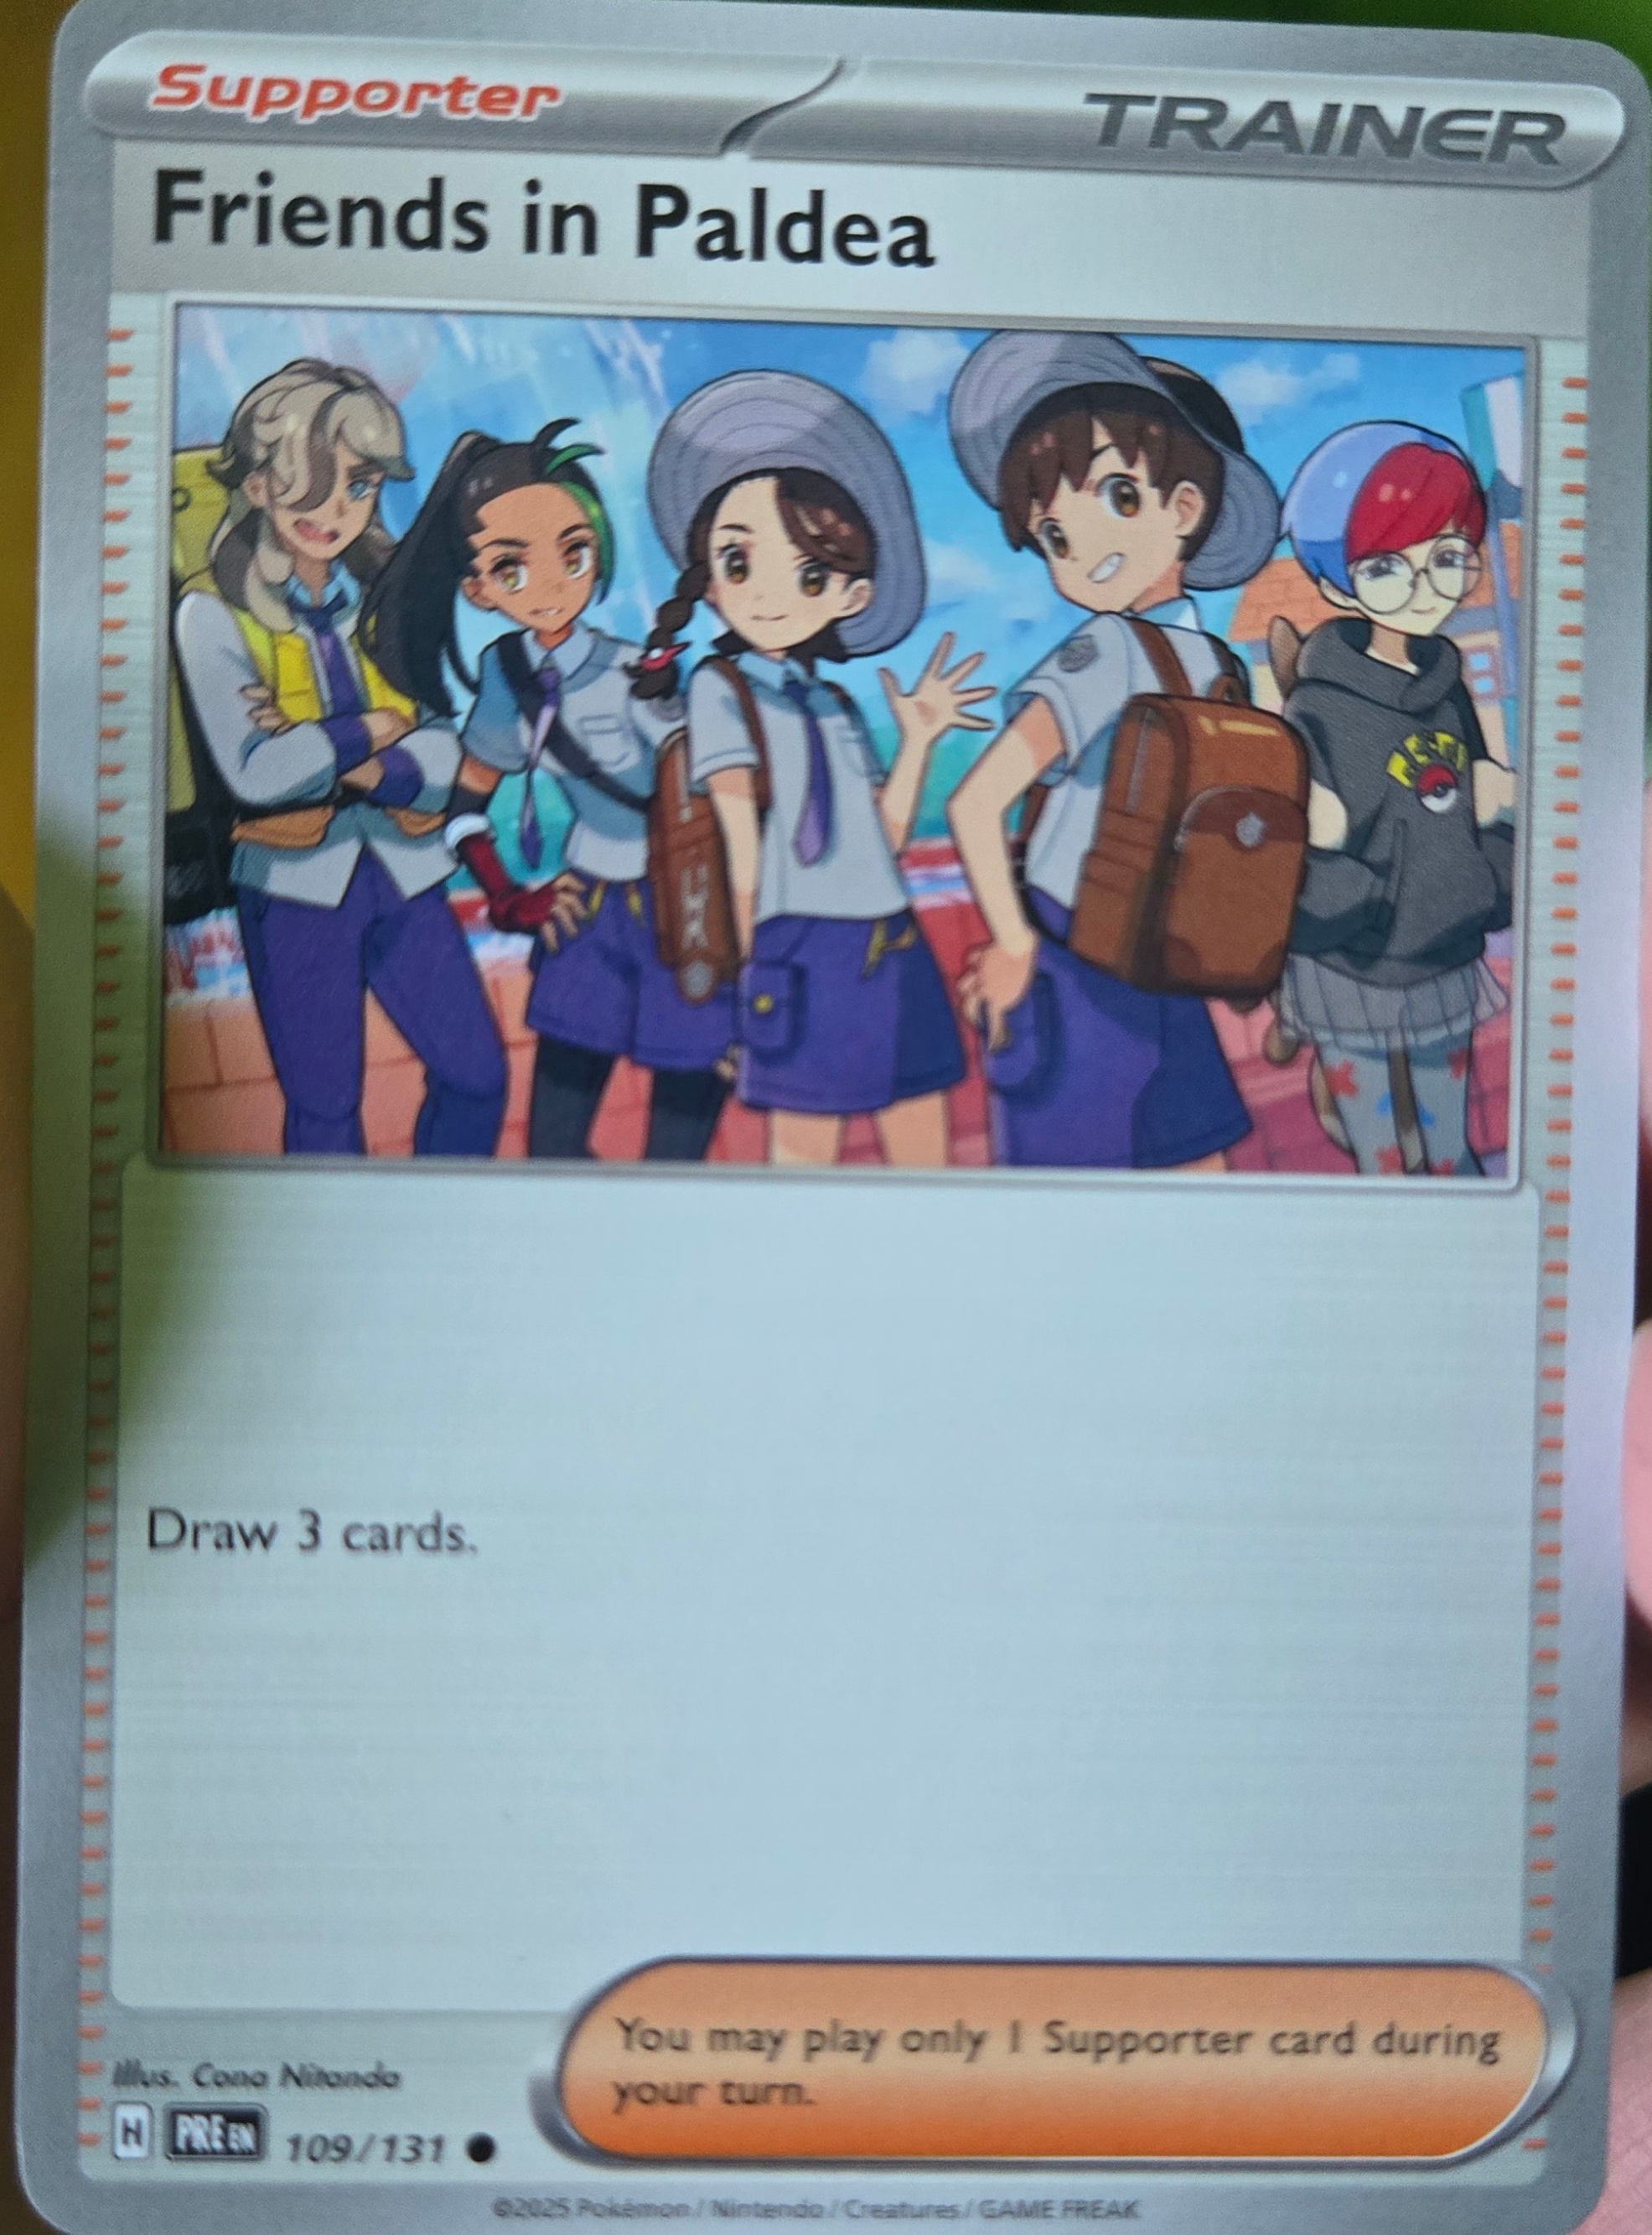 Supporter
TRAINER
Friends in Paldea
Draw 3 cards.
You may play only 1 Supporter card during
your turn.
Illus. Cona Nitanda
H PRE EN 109/131
©2025 Pokémon / Nintendo / Creatures / GAME FREAK